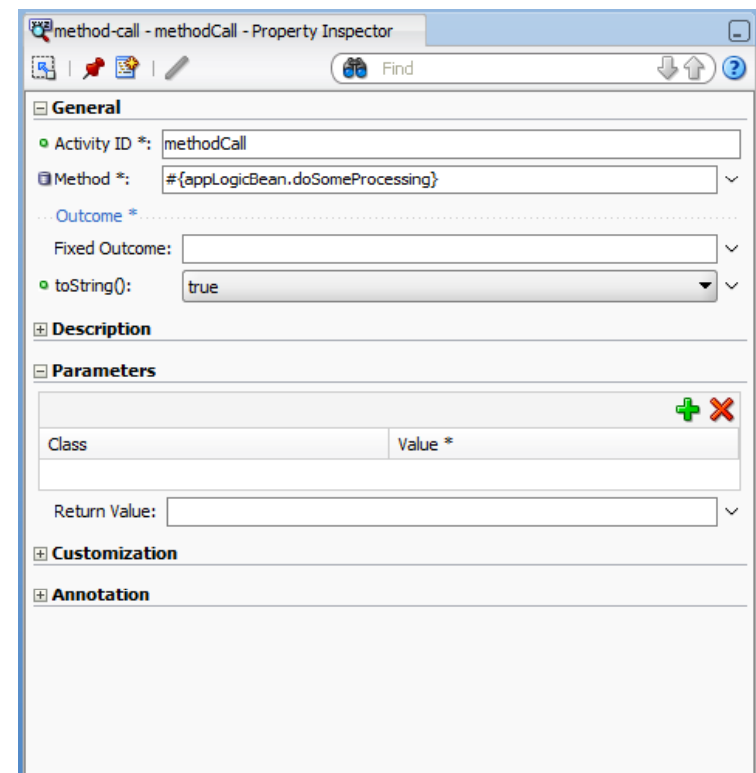 method-call - methodCall - Property Inspector
Find
General
Activity ID *: methodCall
Method *: #{appLogicBean.doSomeProcessing}
Outcome *
Fixed Outcome:
toString(): true
Description
Parameters
Class Value *
Return Value:
Customization
Annotation